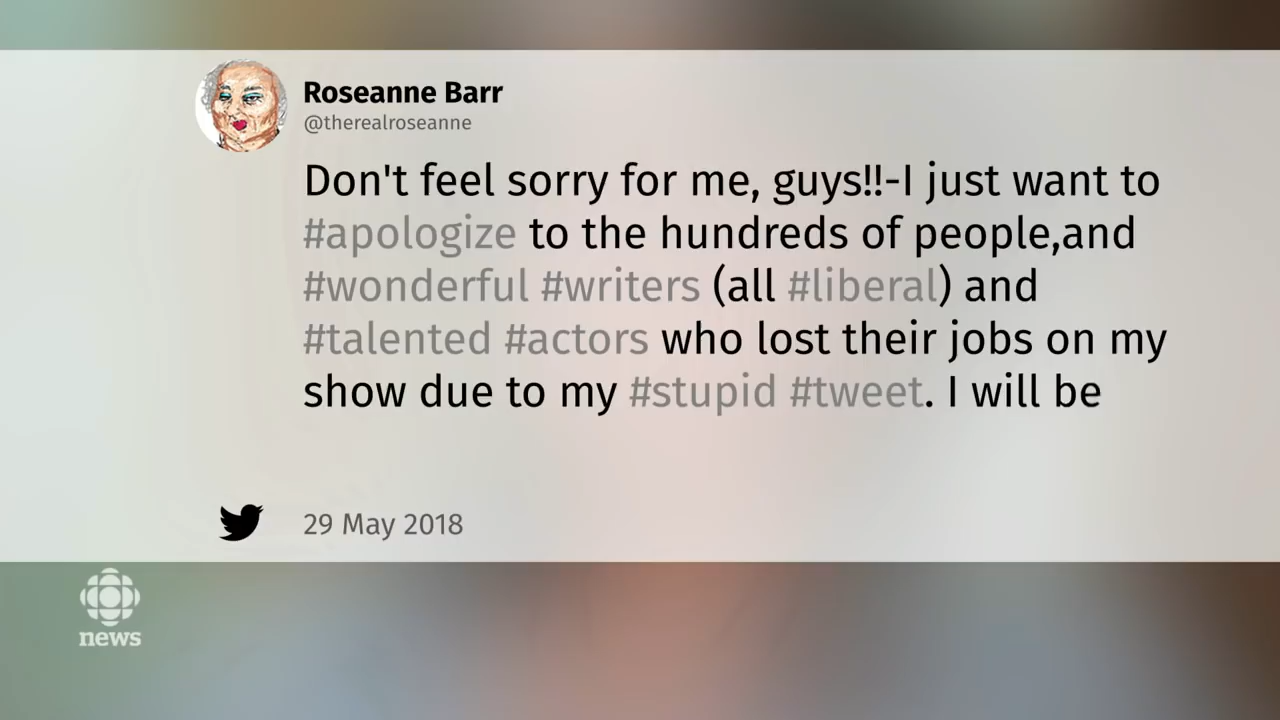 Roseanne Barr
@therealroseanne
Don't feel sorry for me, guys!!-I just want to
#apologize to the hundreds of people,and
#wonderful #writers (all #liberal) and
#talented #actors who lost their jobs on my
show due to my #stupid #tweet. I will be
29 May 2018
news